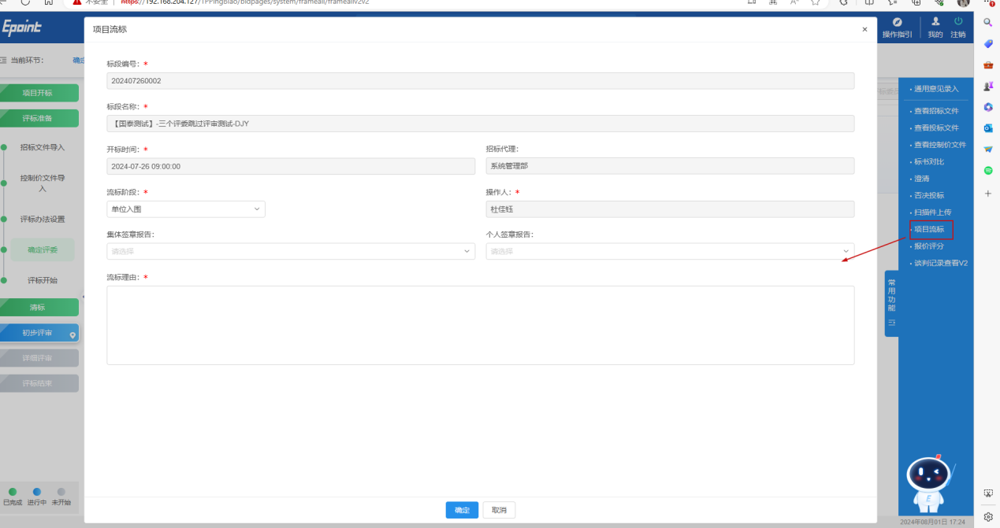 不安全 | https://192.168.204.127/TPPingBiao/bidpages/system/frameall/frameallv2v2
Epoint
操作指引 我的 注销
当前环节:
项目开标
评标准备
招标文件导入
控制价文件导
入
评标办法设置
确定评委
评标开始
清标
初步评审
详细评审
评标结束
已完成 进行中 未开始
项目流标
×
标段编号: *
202407260002
标段名称: *
【国泰测试】-三个评委跳过评审测试-DJY
开标时间: *
2024-07-26 09:00:00
招标代理:
系统管理部
流标阶段: *
单位入围
操作人: *
杜佳钰
集体签章报告:
请选择
个人签章报告:
请选择
流标理由: *
确定 取消
· 通用意见录入
· 查看招标文件
· 查看投标文件
· 查看控制价文件
· 标书对比
· 澄清
· 否决投标
· 扫描件上传
· 项目流标
· 报价评分
· 谈判记录查看V2
常用功能
E
2024年08月01日 17:24